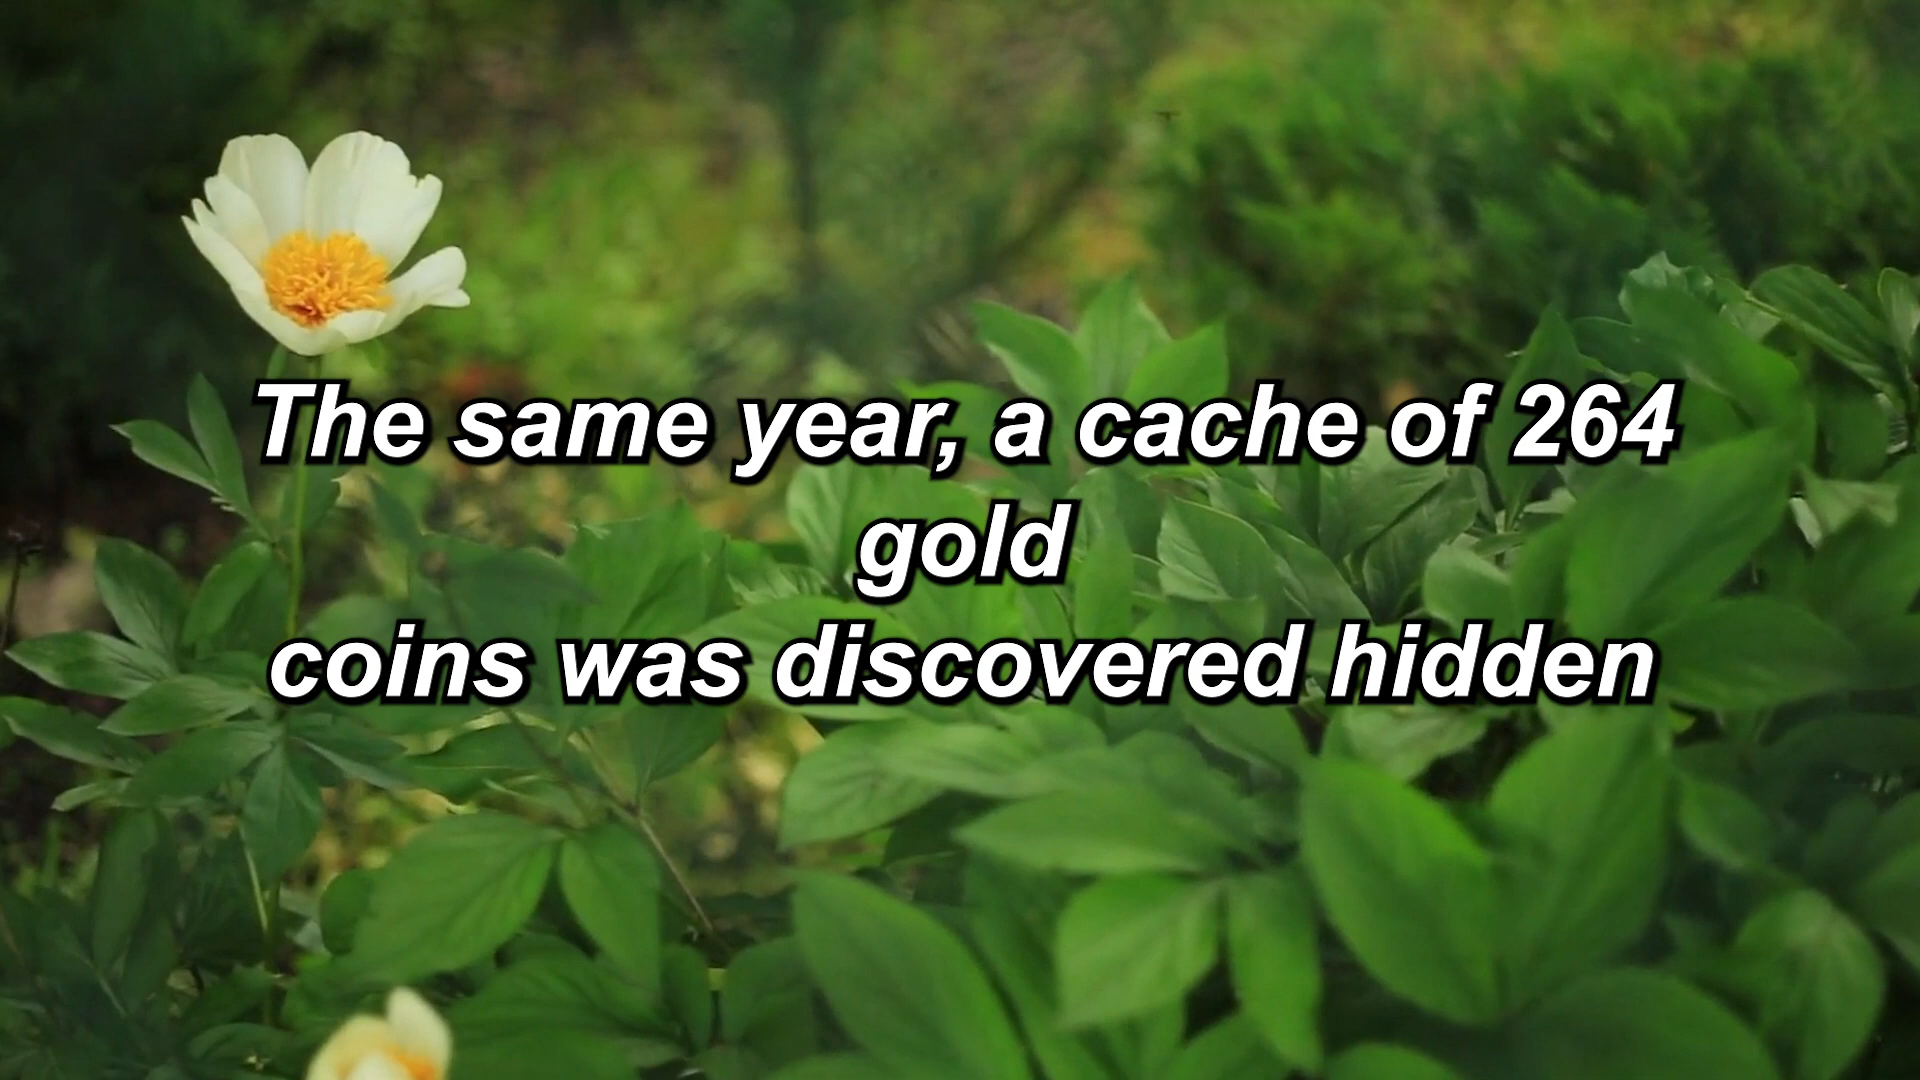 The same year, a cache of 264
gold
coins was discovered hidden